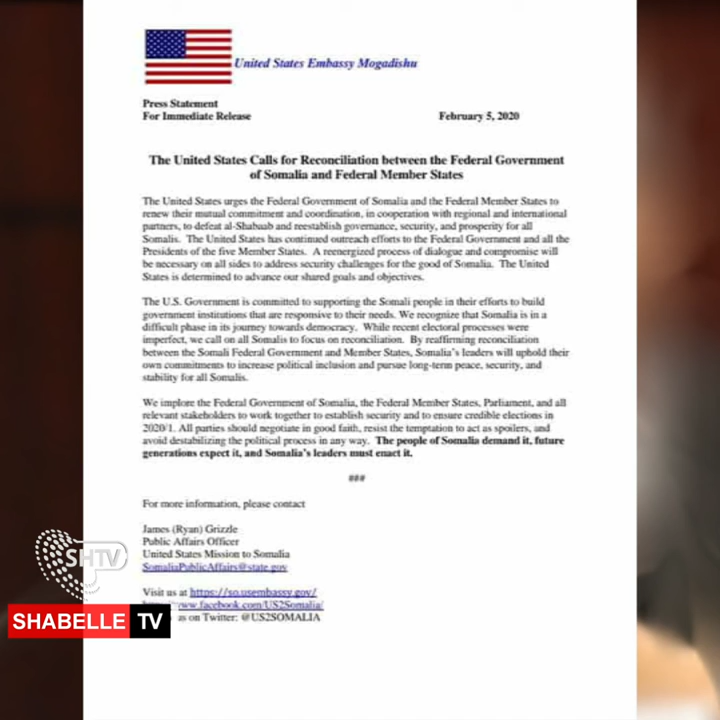 United States Embassy Mogadishu
Press Statement
For Immediate Release
February 5, 2020
The United States Calls for Reconciliation between the Federal Government
of Somalia and Federal Member States
The United States urges the Federal Government of Somalia and the Federal Member States to
renew their mutual commitment and coordination, in cooperation with regional and international
partners, to defeat al-Shabaab and reestablish governance, security, and prosperity for all
Somalis. The United States has continued outreach efforts to the Federal Government and all the
Presidents of the five Member States. A reenergized process of dialogue and compromise will
be necessary on all sides to address security challenges for the good of Somalia. The United
States is determined to advance our shared goals and objectives.
The U.S. Government is committed to supporting the Somali people in their efforts to build
government institutions that are responsive to their needs. We recognize that Somalia is in a
difficult phase in its journey towards democracy. While recent electoral processes were
imperfect, we call on all Somalis to focus on reconciliation. By reaffirming reconciliation
between the Somali Federal Government and Member States, Somalia's leaders will uphold their
own commitments to increase political inclusion and pursue long-term peace, security, and
stability for all Somalis.
We implore the Federal Government of Somalia, the Federal Member States, Parliament, and all
relevant stakeholders to work together to establish security and to ensure credible elections in
2020/1. All parties should negotiate in good faith, resist the temptation to act as spoilers, and
avoid destabilizing the political process in any way. The people of Somalia demand it, future
generations expect it, and Somalia's leaders must enact it.
###
For more information, please contact
James (Ryan) Grizzle
Public Affairs Officer
United States Mission to Somalia
SomaliaPublicAffairs@state.gov
Visit us at https://so.usembassy.gov/
www.facebook.com/US2Somalia/
as on Twitter: @US2SOMALIA
SHTV
SHABELLE TV